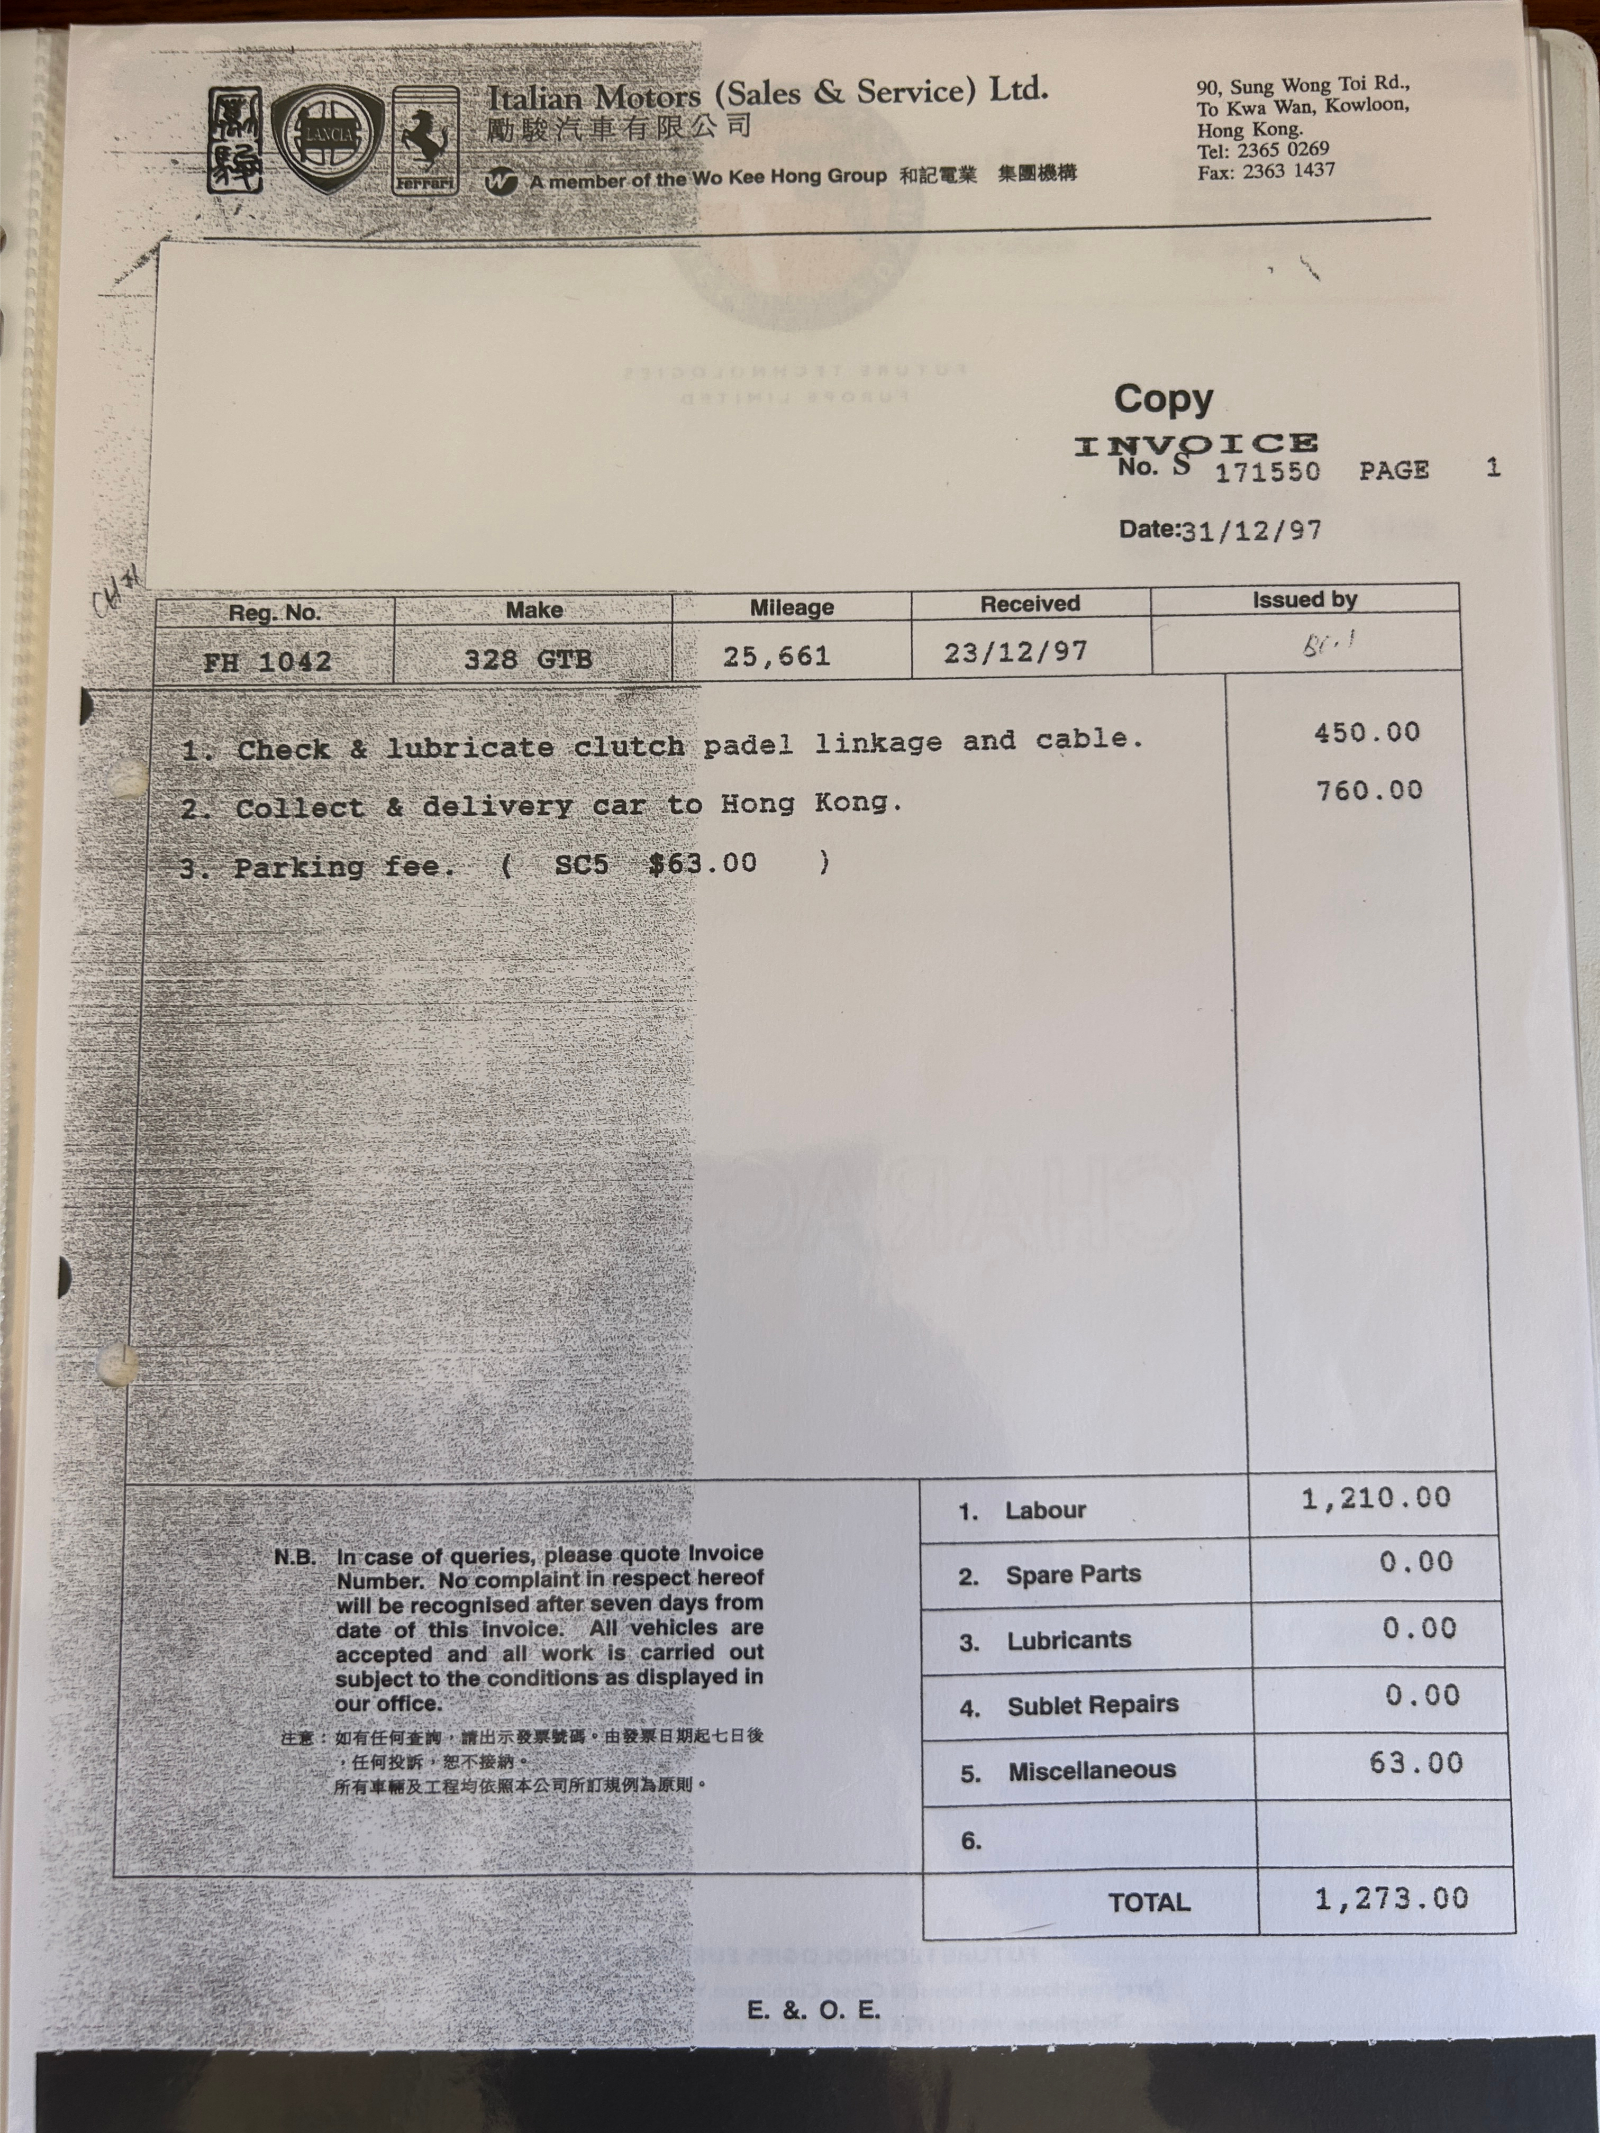 勵駿
LANCIA
Ferrari
Italian Motors (Sales & Service) Ltd.
勵駿汽車有限公司
W A member of the Wo Kee Hong Group 和記電業 集團機構
90, Sung Wong Toi Rd.,
To Kwa Wan, Kowloon,
Hong Kong.
Tel: 2365 0269
Fax: 2363 1437
Copy
INVOICE
No. S 171550 PAGE 1
Date:31/12/97
Reg. No. Make Mileage Received Issued by
FH 1042 328 GTB 25,661 23/12/97
1. Check & lubricate clutch padel linkage and cable. 450.00
2. Collect & delivery car to Hong Kong. 760.00
3. Parking fee. ( SC5 $63.00 )
1. Labour 1,210.00
2. Spare Parts 0.00
3. Lubricants 0.00
4. Sublet Repairs 0.00
5. Miscellaneous 63.00
6.
TOTAL 1,273.00
N.B. In case of queries, please quote Invoice
Number. No complaint in respect hereof
will be recognised after seven days from
date of this invoice. All vehicles are
accepted and all work is carried out
subject to the conditions as displayed in
our office.
注意：如有任何查詢，請出示發票號碼。由發票日期起七日後
，任何投訴，恕不接納。
所有車輛及工程均依照本公司所訂規例為原則。
E. &. O. E.